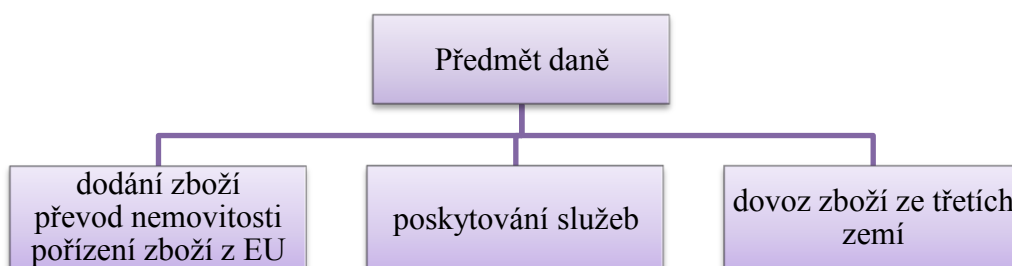 Předmět daně
dodání zboží
převod nemovitosti
pořízení zboží z EU
poskytování služeb
dovoz zboží ze třetích
zemí